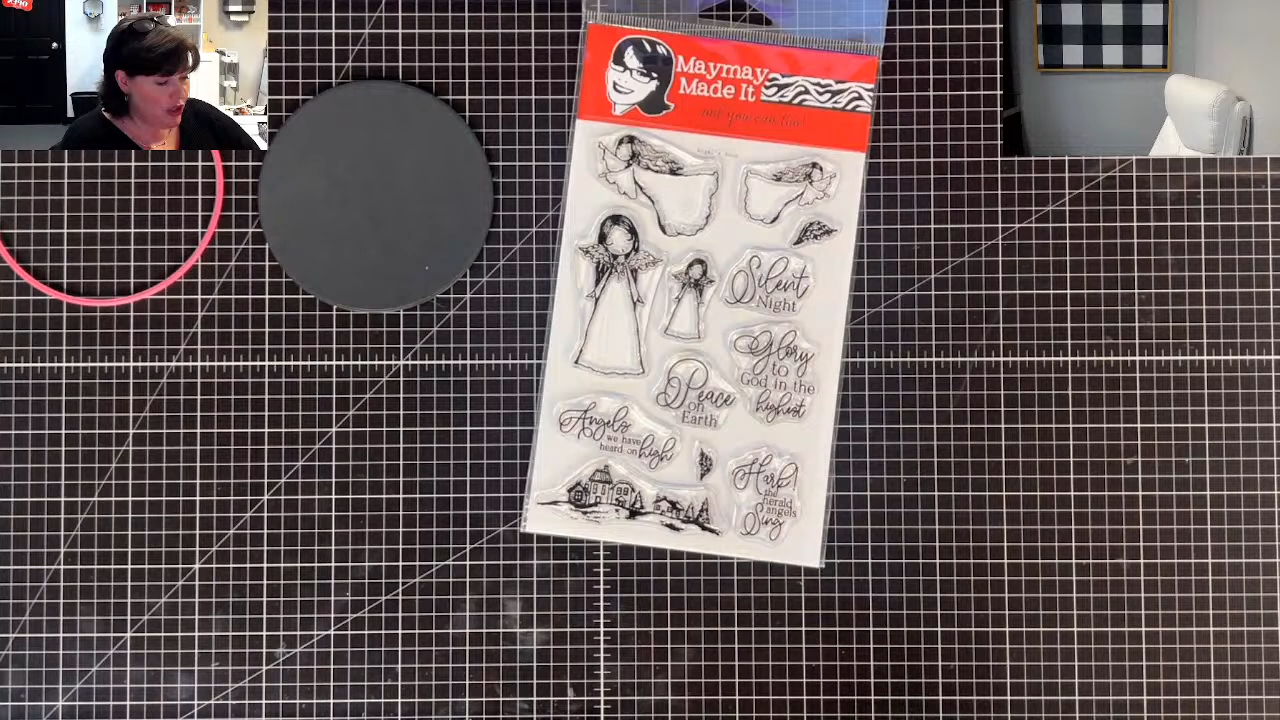 Maymay
Made It
and you can too!
Silent
Night
Glory
to
God in the
highest
Peace
on
Earth
Angels
we have
heard on high
Hark!
the
herald
angels
Sing